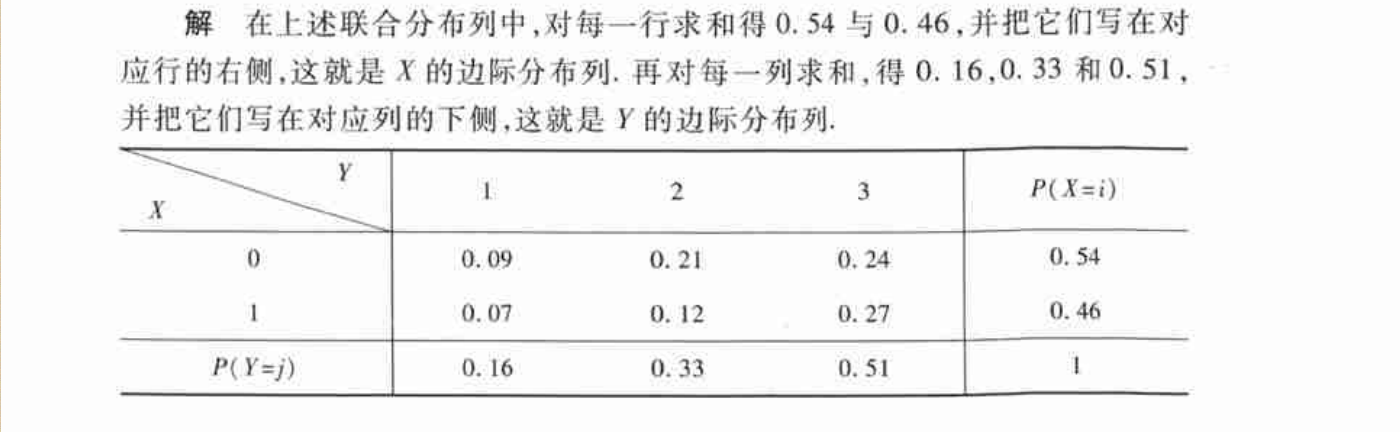 解 在上述联合分布列中,对每一行求和得 0.54 与 0.46,并把它们写在对
应行的右侧,这就是 X 的边际分布列. 再对每一列求和,得 0.16,0.33 和 0.51,
并把它们写在对应列的下侧,这就是 Y 的边际分布列.
Y
X
1 2 3 P(X=i)
0 0.09 0.21 0.24 0.54
1 0.07 0.12 0.27 0.46
P(Y=j) 0.16 0.33 0.51 1